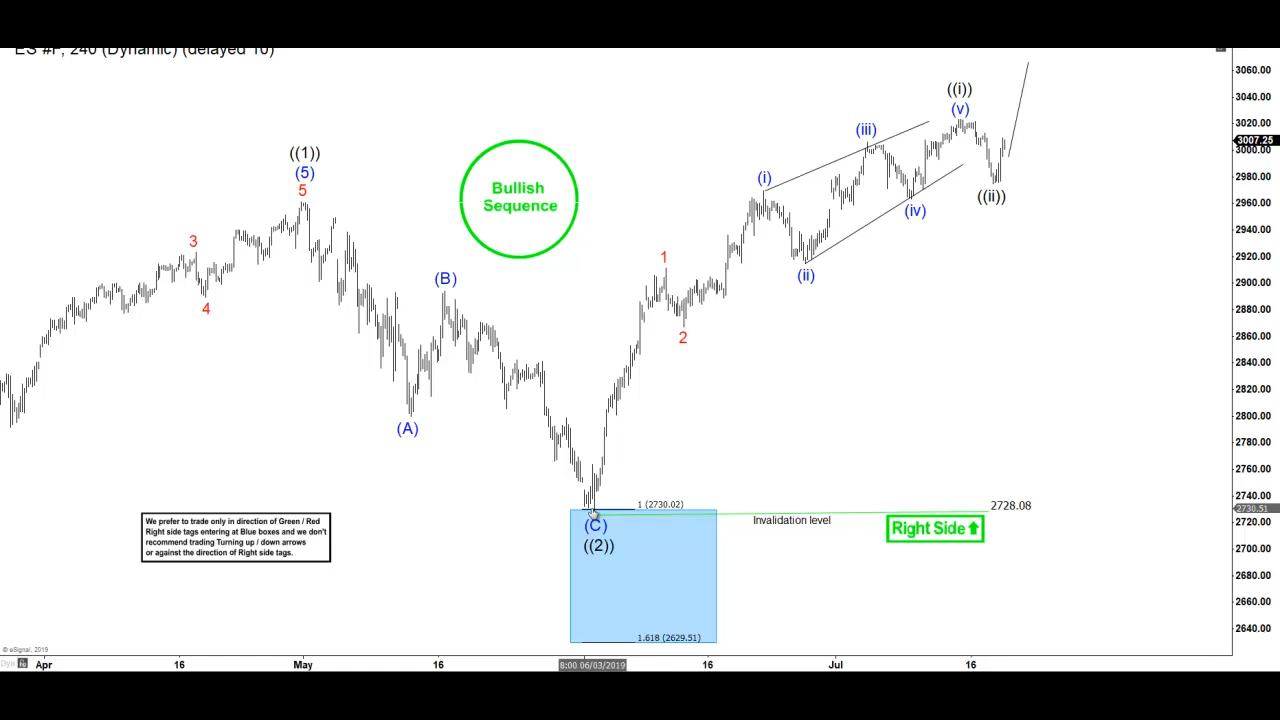 ES #F, 240 (Dynamic) (delayed 10)
3060.00
3040.00
3020.00
3007.25
3000.00
2980.00
2960.00
2940.00
2920.00
2900.00
2880.00
2860.00
2840.00
2820.00
2800.00
2780.00
2760.00
2740.00
2730.51
2720.00
2700.00
2680.00
2660.00
2640.00
((1))
(5)
5
3
4
Bullish
Sequence
(A)
(B)
1 (2730.02)
(C)
((2))
1.618 (2629.51)
1
2
(i)
(ii)
(iii)
(iv)
((i))
(v)
((ii))
2728.08
Invalidation level
Right Side
We prefer to trade only in direction of Green / Red
Right side tags entering at Blue boxes and we don't
recommend trading Turning up / down arrows
or against the direction of Right side tags.
© eSignal, 2019
Apr
16
May
16
8:00 06/03/2019
16
Jul
16